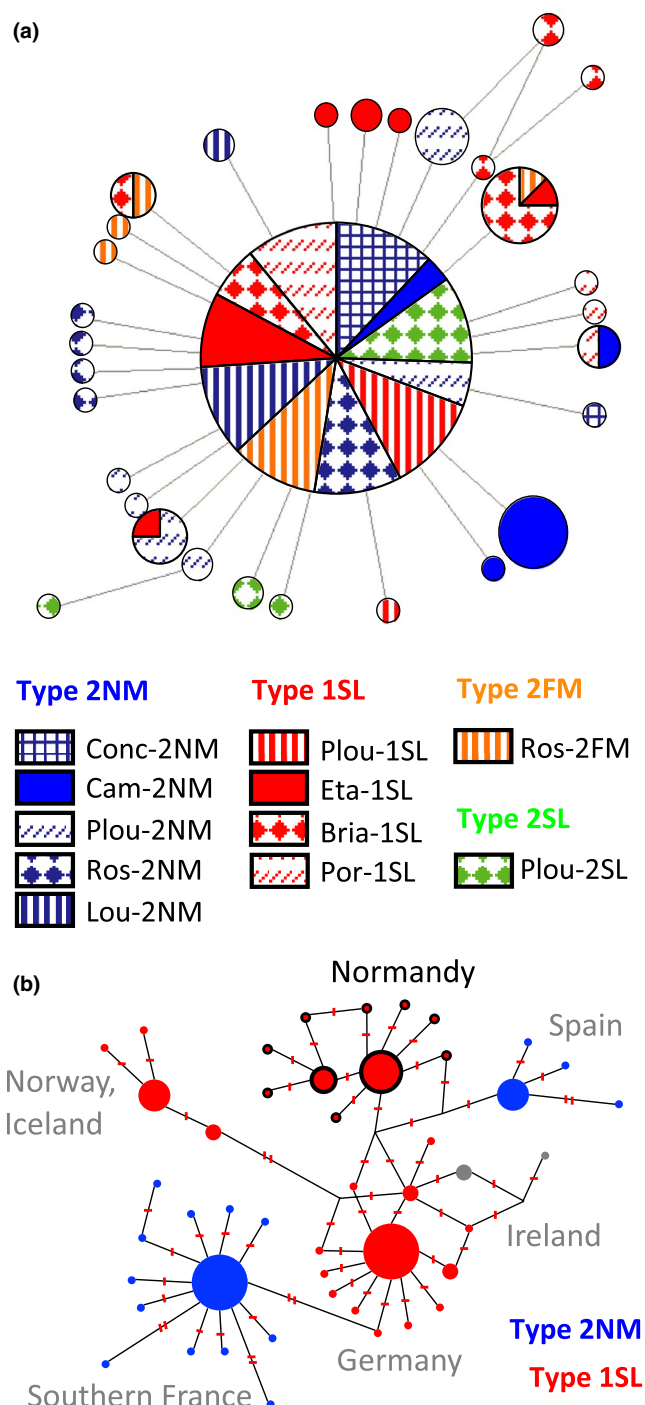 (a)
Type 2NM
Conc-2NM
Cam-2NM
Plou-2NM
Ros-2NM
Lou-2NM
Type 1SL
Plou-1SL
Eta-1SL
Bria-1SL
Por-1SL
Type 2FM
Ros-2FM
Type 2SL
Plou-2SL
(b)
Normandy
Spain
Norway,
Iceland
Ireland
Germany
Southern France
Type 2NM
Type 1SL